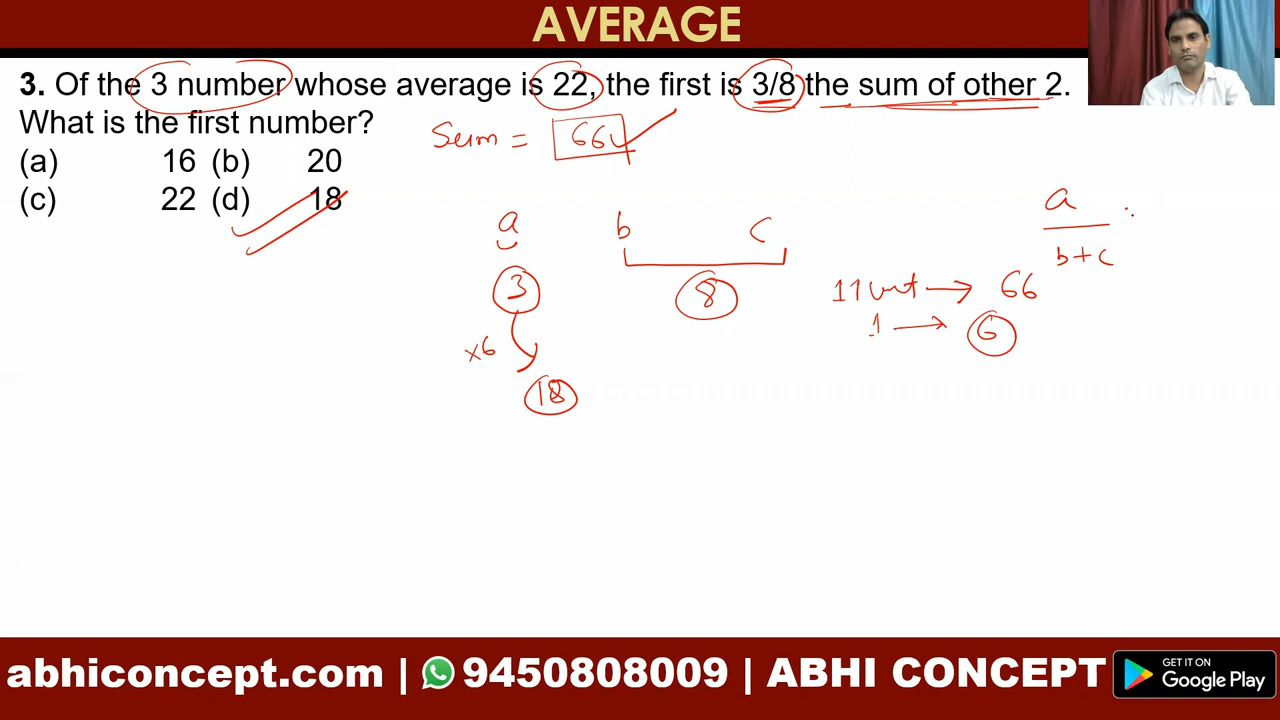 AVERAGE
3. Of the 3 number whose average is 22, the first is 3/8 the sum of other 2.
What is the first number?
(a) 16 (b) 20
(c) 22 (d) 18
Sum = 66
a b c
a
b+c
3 8
11 unit → 66
1 → 6
×6
18
abhiconcept.com | 9450808009 | ABHI CONCEPT
GET IT ON
Google Play